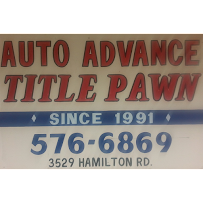 AUTO ADVANCE
TITLE PAWN
SINCE 1991
576-6869
3529 HAMILTON RD.